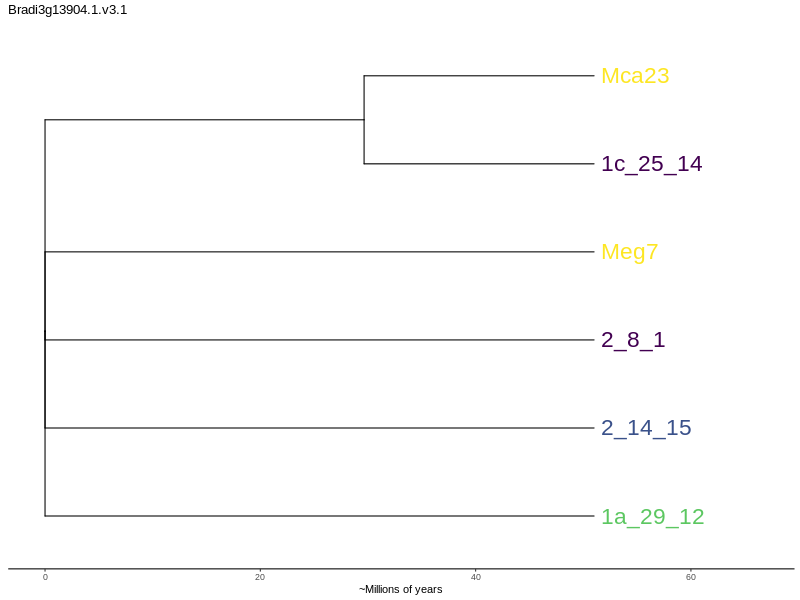 Bradi3g13904.1.v3.1
Mca23
1c_25_14
Meg7
2_8_1
2_14_15
1a_29_12
0 20 40 60
~Millions of years